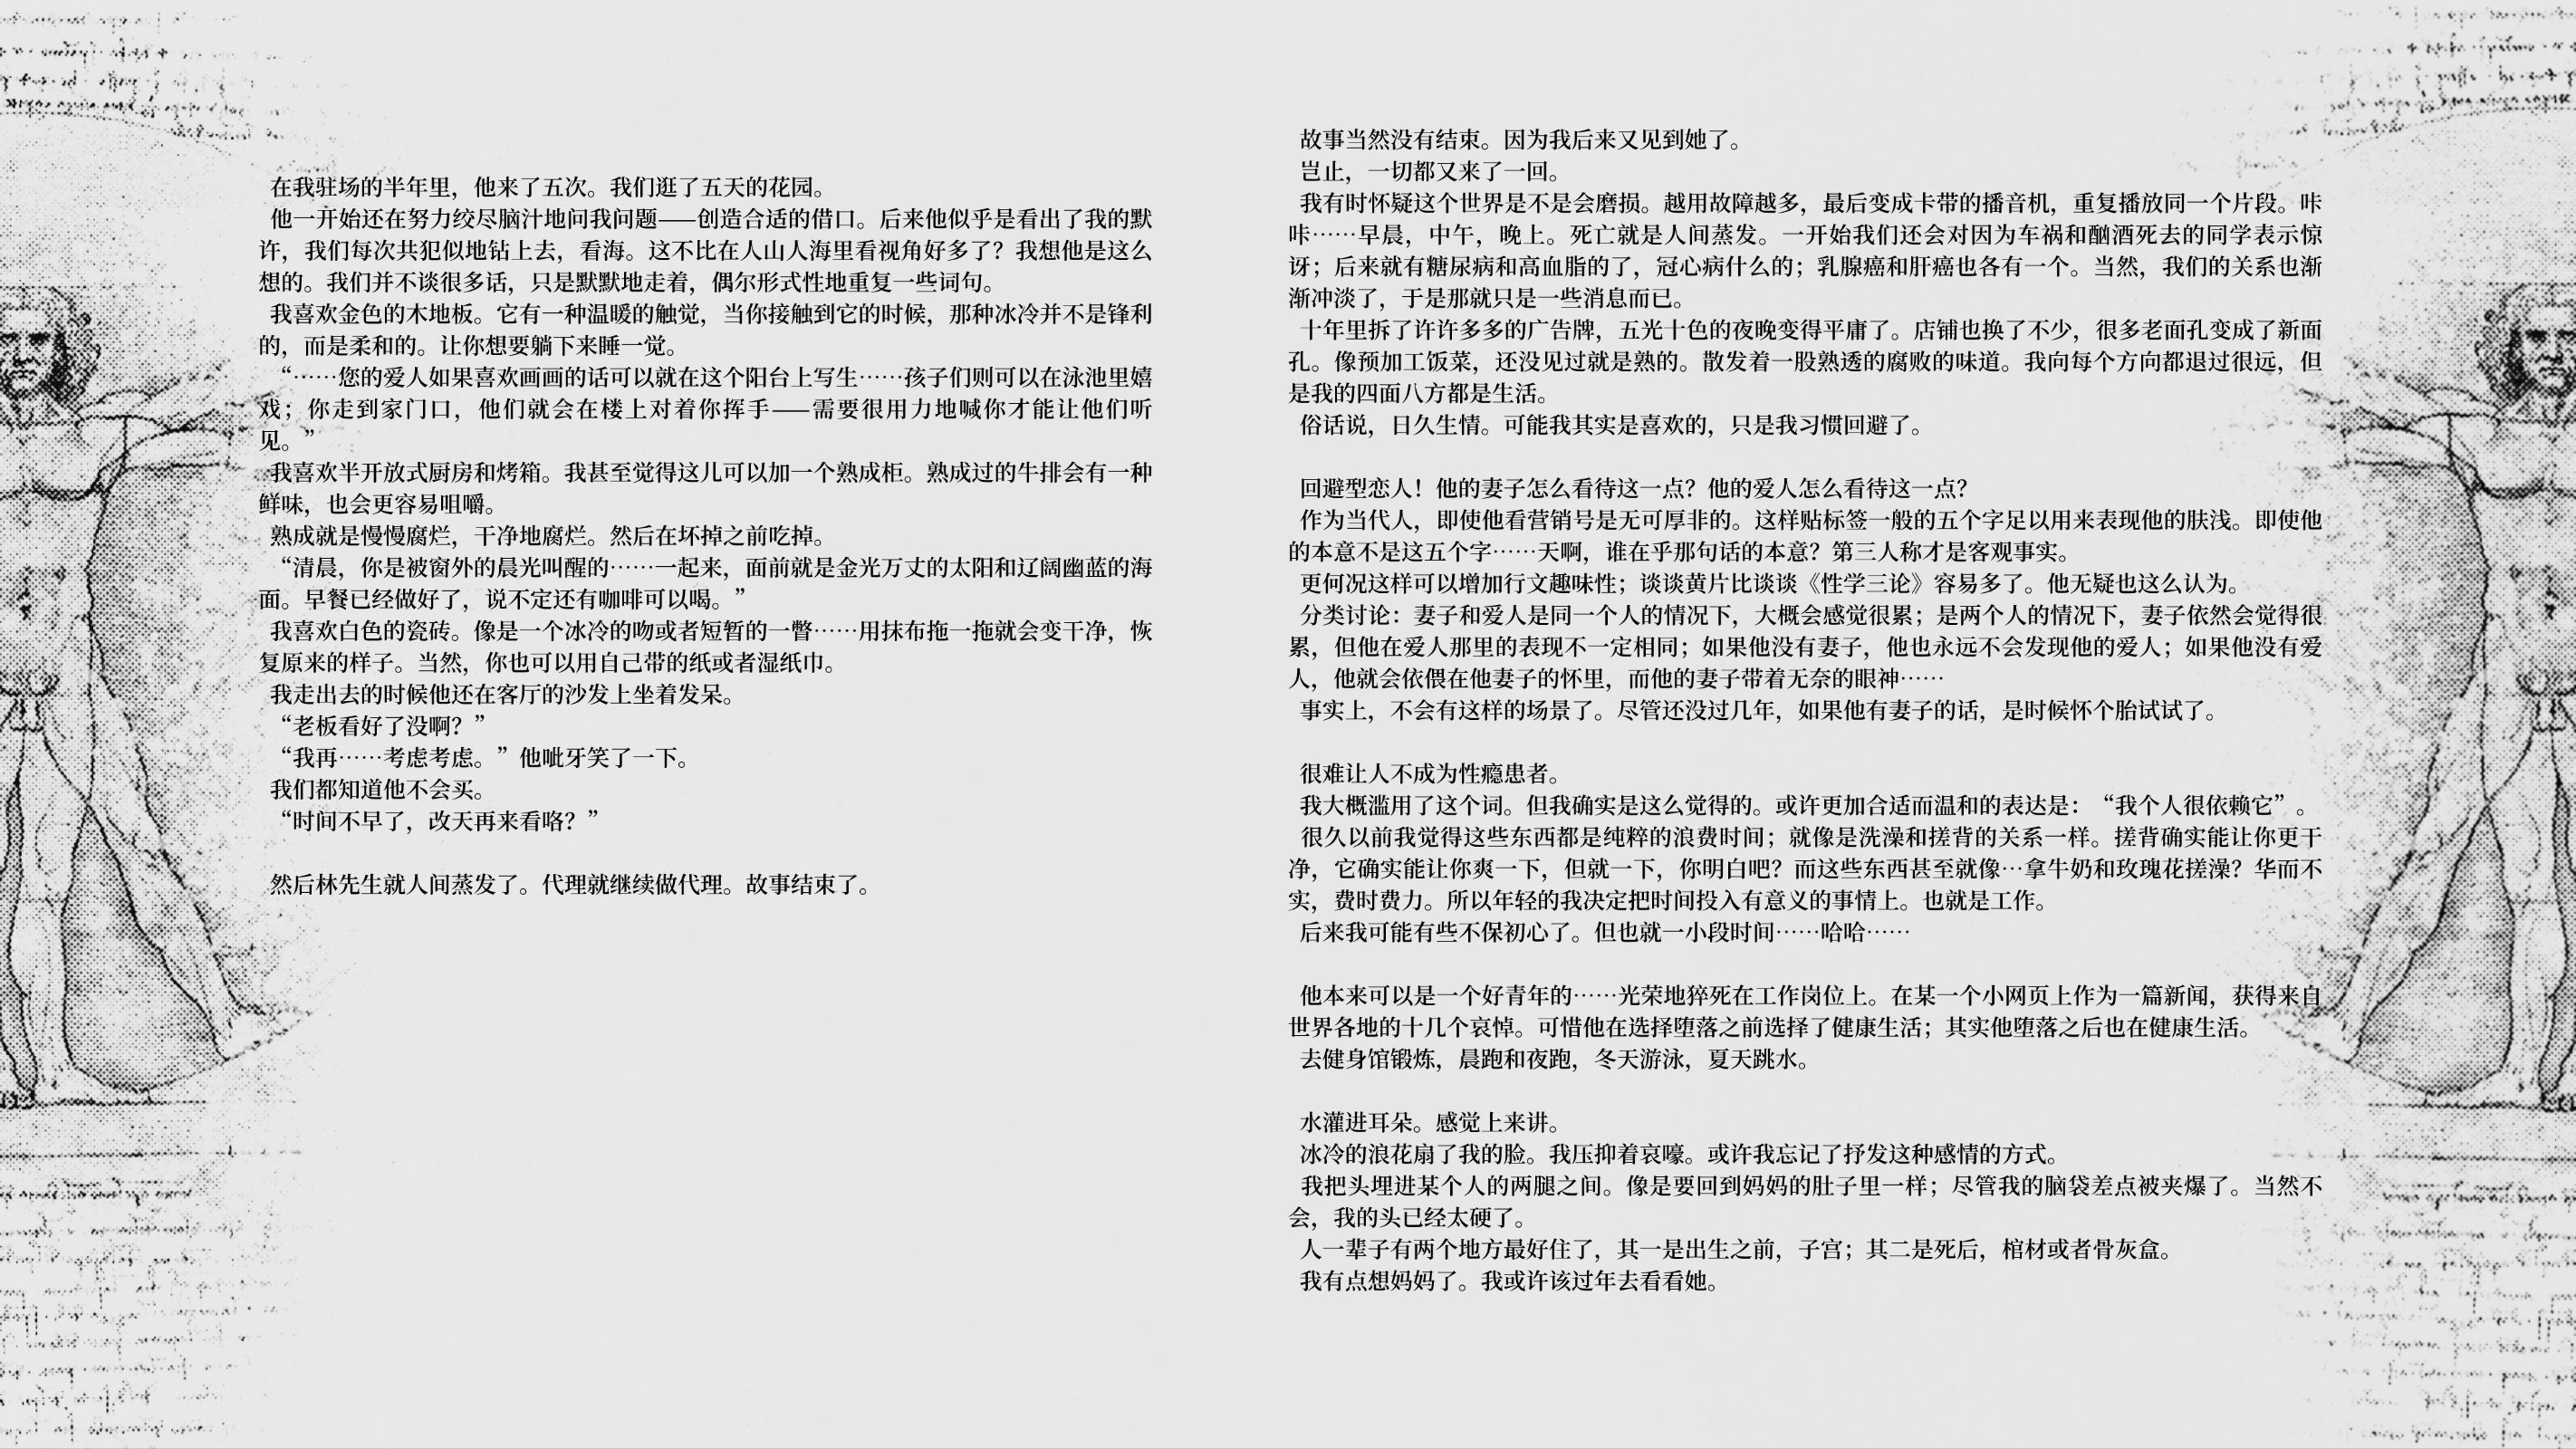 在我驻场的半年里，他来了五次。我们逛了五天的花园。
他一开始还在努力绞尽脑汁地问我问题——创造合适的借口。后来他似乎是看出了我的默
许，我们每次共犯似地钻上去，看海。这不比在人山人海里看视角好多了？我想他是这么
想的。我们并不谈很多话，只是默默地走着，偶尔形式性地重复一些词句。
我喜欢金色的木地板。它有一种温暖的触觉，当你接触到它的时候，那种冰冷并不是锋利
的，而是柔和的。让你想要躺下来睡一觉。
“……您的爱人如果喜欢画画的话可以就在这个阳台上写生……孩子们则可以在泳池里嬉
戏；你走到家门口，他们就会在楼上对着你挥手——需要很用力地喊你才能让他们听
见。”
我喜欢半开放式厨房和烤箱。我甚至觉得这儿可以加一个熟成柜。熟成过的牛排会有一种
鲜味，也会更容易咀嚼。
熟成就是慢慢腐烂，干净地腐烂。然后在坏掉之前吃掉。
“清晨，你是被窗外的晨光叫醒的……一起来，面前就是金光万丈的太阳和辽阔幽蓝的海
面。早餐已经做好了，说不定还有咖啡可以喝。”
我喜欢白色的瓷砖。像是一个冰冷的吻或者短暂的一瞥……用抹布拖一拖就会变干净，恢
复原来的样子。当然，你也可以用自己带的纸或者湿纸巾。
我走出去的时候他还在客厅的沙发上坐着发呆。
“老板看好了没啊？”
“我再……考虑考虑。”他呲牙笑了一下。
我们都知道他不会买。
“时间不早了，改天再来看咯？”
然后林先生就人间蒸发了。代理就继续做代理。故事结束了。
故事当然没有结束。因为我后来又见到她了。
岂止，一切都又来了一回。
我有时怀疑这个世界是不是会磨损。越用故障越多，最后变成卡带的播音机，重复播放同一个片段。咔
咔……早晨，中午，晚上。死亡就是人间蒸发。一开始我们还会对因为车祸和酗酒死去的同学表示惊
讶；后来就有糖尿病和高血脂的了，冠心病什么的；乳腺癌和肝癌也各有一个。当然，我们的关系也渐
渐冲淡了，于是那就只是一些消息而已。
十年里拆了许许多多的广告牌，五光十色的夜晚变得平庸了。店铺也换了不少，很多老面孔变成了新面
孔。像预加工饭菜，还没见过就是熟的。散发着一股熟透的腐败的味道。我向每个方向都退过很远，但
是我的四面八方都是生活。
俗话说，日久生情。可能我其实是喜欢的，只是我习惯回避了。
回避型恋人！他的妻子怎么看待这一点？他的爱人怎么看待这一点？
作为当代人，即使他看营销号是无可厚非的。这样贴标签一般的五个字足以用来表现他的肤浅。即使他
的本意不是这五个字……天啊，谁在乎那句话的本意？第三人称才是客观事实。
更何况这样可以增加行文趣味性；谈谈黄片比谈谈《性学三论》容易多了。他无疑也这么认为。
分类讨论：妻子和爱人是同一个人的情况下，大概会感觉很累；是两个人的情况下，妻子依然会觉得很
累，但他在爱人那里的表现不一定相同；如果他没有妻子，他也永远不会发现他的爱人；如果他没有爱
人，他就会依偎在他妻子的怀里，而他的妻子带着无奈的眼神……
事实上，不会有这样的场景了。尽管还没过几年，如果他有妻子的话，是时候怀个胎试试了。
很难让人不成为性瘾患者。
我大概滥用了这个词。但我确实是这么觉得的。或许更加合适而温和的表达是：“我个人很依赖它”。
很久以前我觉得这些东西都是纯粹的浪费时间；就像是洗澡和搓背的关系一样。搓背确实能让你更干
净，它确实能让你爽一下，但就一下，你明白吧？而这些东西甚至就像…拿牛奶和玫瑰花搓澡？华而不
实，费时费力。所以年轻的我决定把时间投入有意义的事情上。也就是工作。
后来我可能有些不保初心了。但也就一小段时间……哈哈……
他本来可以是一个好青年的……光荣地猝死在工作岗位上。在某一个小网页上作为一篇新闻，获得来自
世界各地的十几个哀悼。可惜他在选择堕落之前选择了健康生活；其实他堕落之后也在健康生活。
去健身馆锻炼，晨跑和夜跑，冬天游泳，夏天跳水。
水灌进耳朵。感觉上来讲。
冰冷的浪花扇了我的脸。我压抑着哀嚎。或许我忘记了抒发这种感情的方式。
我把头埋进某个人的两腿之间。像是要回到妈妈的肚子里一样；尽管我的脑袋差点被夹爆了。当然不
会，我的头已经太硬了。
人一辈子有两个地方最好住了，其一是出生之前，子宫；其二是死后，棺材或者骨灰盒。
我有点想妈妈了。我或许该过年去看看她。